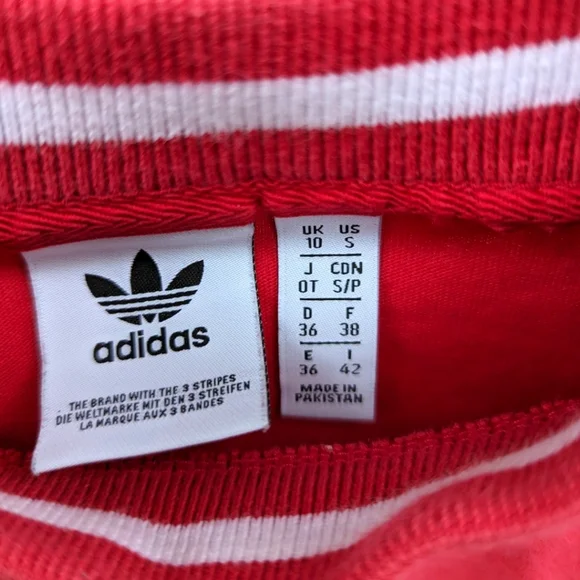 adidas
THE BRAND WITH THE 3 STRIPES
DIE WELTMARKE MIT DEN 3 STREIFEN
LA MARQUE AUX 3 BANDES
UK US
10 S
J CDN
OT S/P
D F
36 38
E I
36 42
MADE IN
PAKISTAN